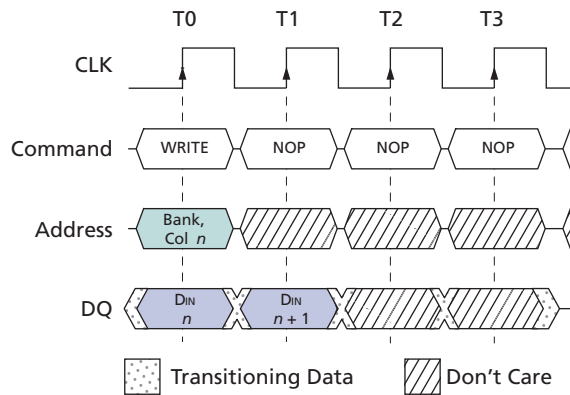 T0 T1 T2 T3
CLK
Command WRITE NOP NOP NOP
Address Bank,
Col n
DQ DIN DIN
n n + 1
Transitioning Data Don't Care